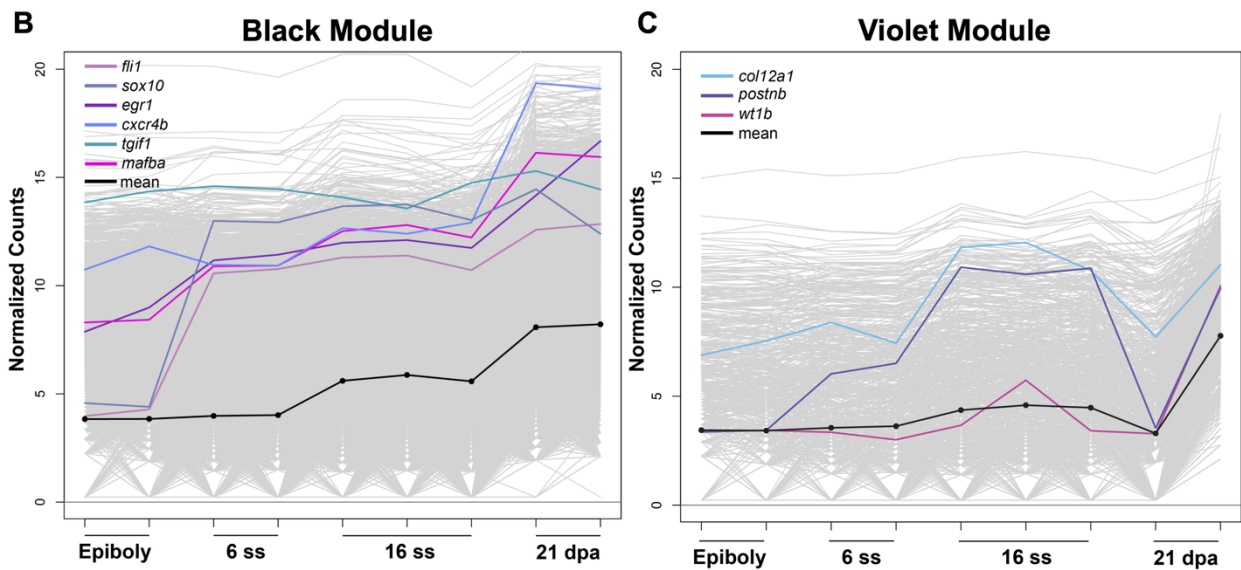 B
Black Module
Normalized Counts
20
15
10
5
0
fli1
sox10
egr1
cxcr4b
tgif1
mafba
mean
Epiboly
6 ss
16 ss
21 dpa
C
Violet Module
Normalized Counts
20
15
10
5
0
col12a1
postnb
wt1b
mean
Epiboly
6 ss
16 ss
21 dpa